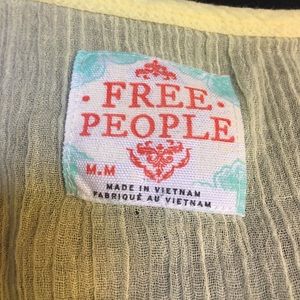 · FREE ·
PEOPLE
M.M
MADE IN VIETNAM
FABRIQUÉ AU VIETNAM